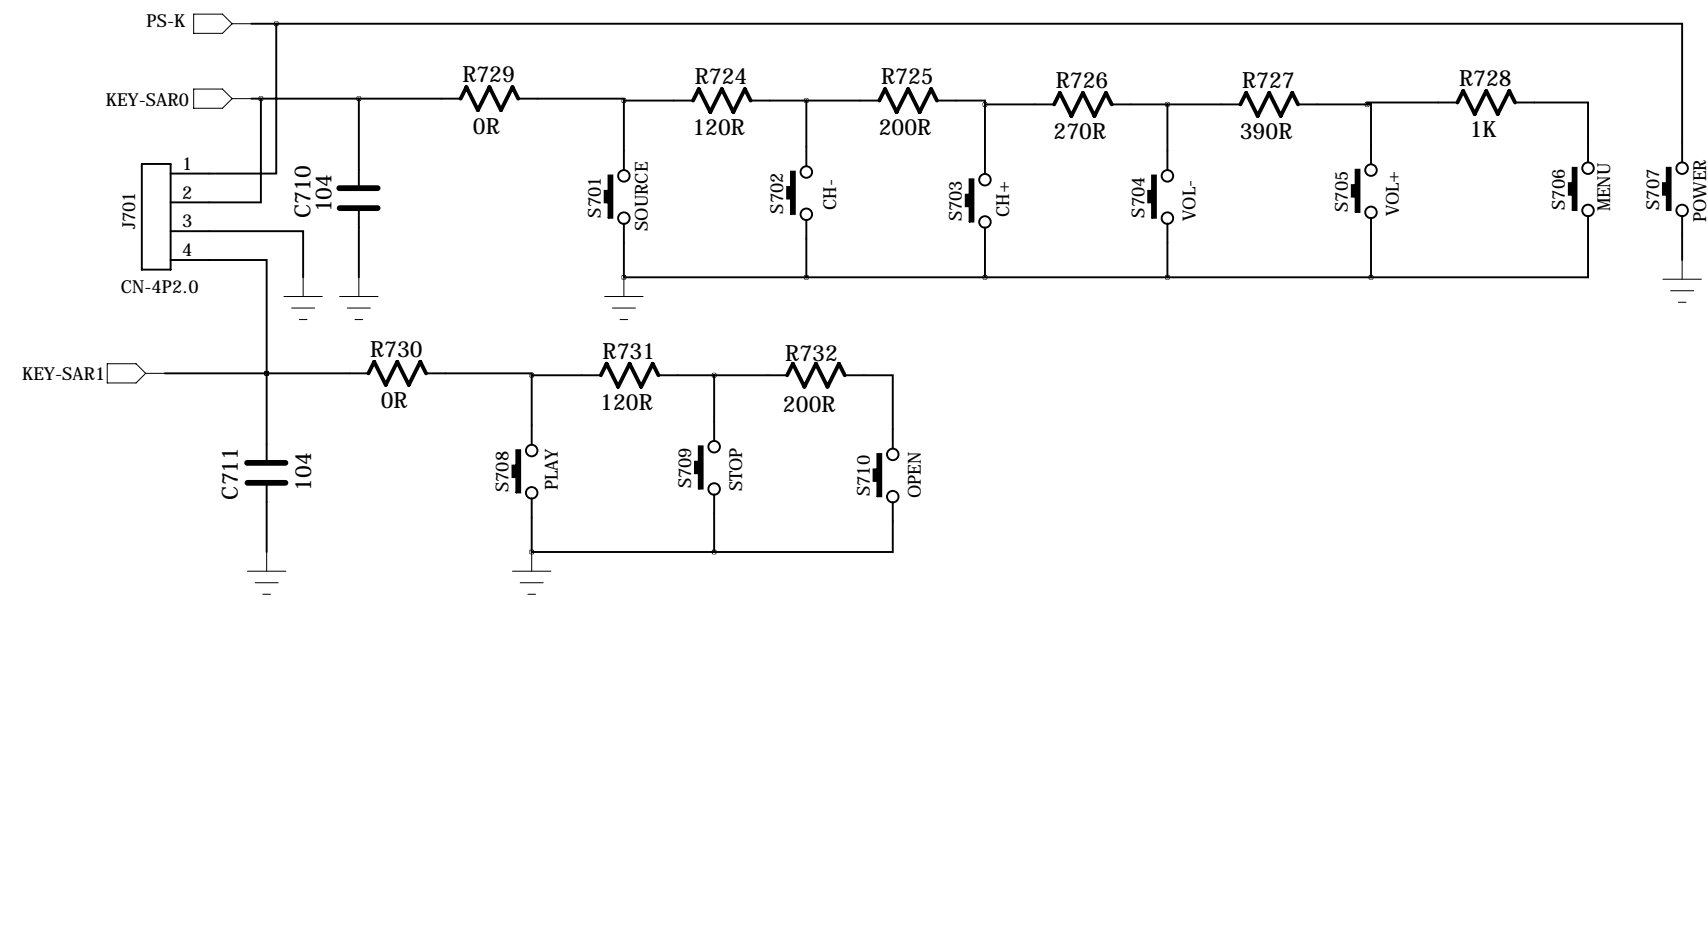 PS-K
KEY-SAR0
R729
0R
R724
120R
R725
200R
R726
270R
R727
390R
R728
1K
J701
1
2
3
4
CN-4P2.0
C710
104
S701
SOURCE
S702
CH-
S703
CH+
S704
VOL-
S705
VOL+
S706
MENU
S707
POWER
KEY-SAR1
R730
0R
R731
120R
R732
200R
C711
104
S708
PLAY
S709
STOP
S710
OPEN